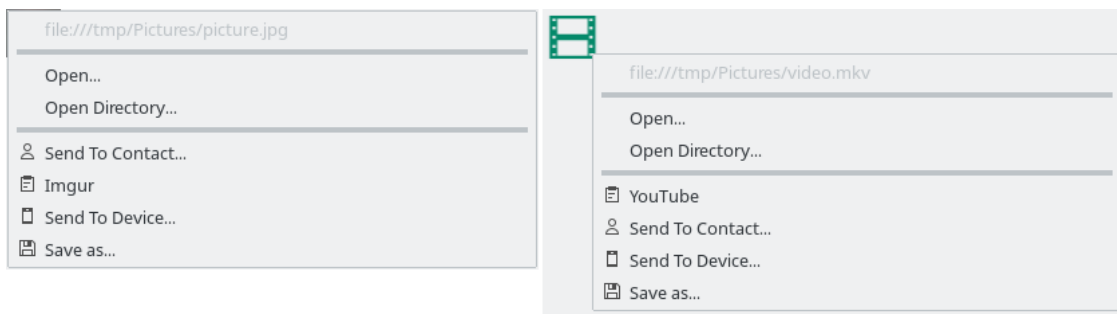 file:///tmp/Pictures/picture.jpg
Open...
Open Directory...
Send To Contact...
Imgur
Send To Device...
Save as...
file:///tmp/Pictures/video.mkv
Open...
Open Directory...
YouTube
Send To Contact...
Send To Device...
Save as...